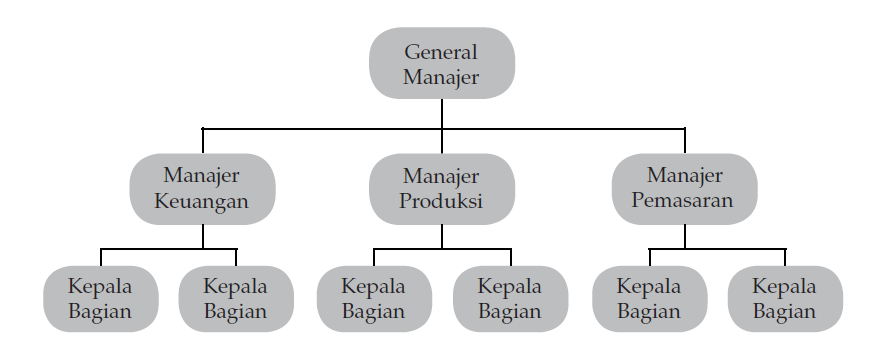 General
Manajer
Manajer
Keuangan
Manajer
Produksi
Manajer
Pemasaran
Kepala
Bagian
Kepala
Bagian
Kepala
Bagian
Kepala
Bagian
Kepala
Bagian
Kepala
Bagian